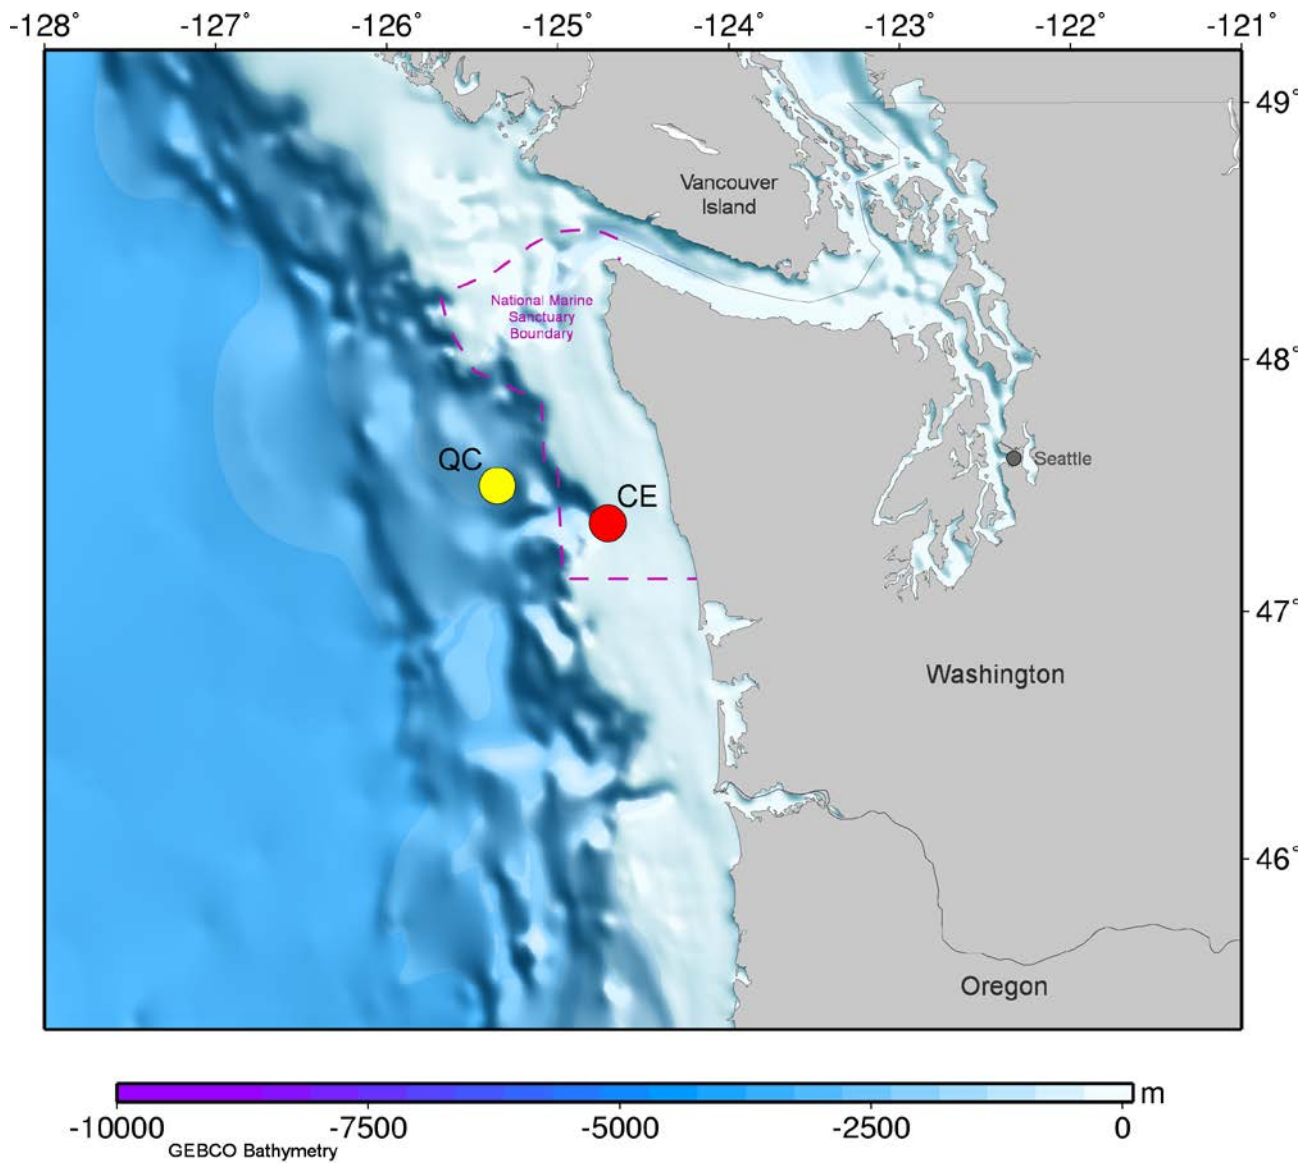 -128° -127° -126° -125° -124° -123° -122° -121°
49°
Vancouver
Island
National Marine
Sanctuary
Boundary
48°
QC
Seattle
CE
47°
Washington
46°
Oregon
m
-10000 -7500 -5000 -2500 0
GEBCO Bathymetry